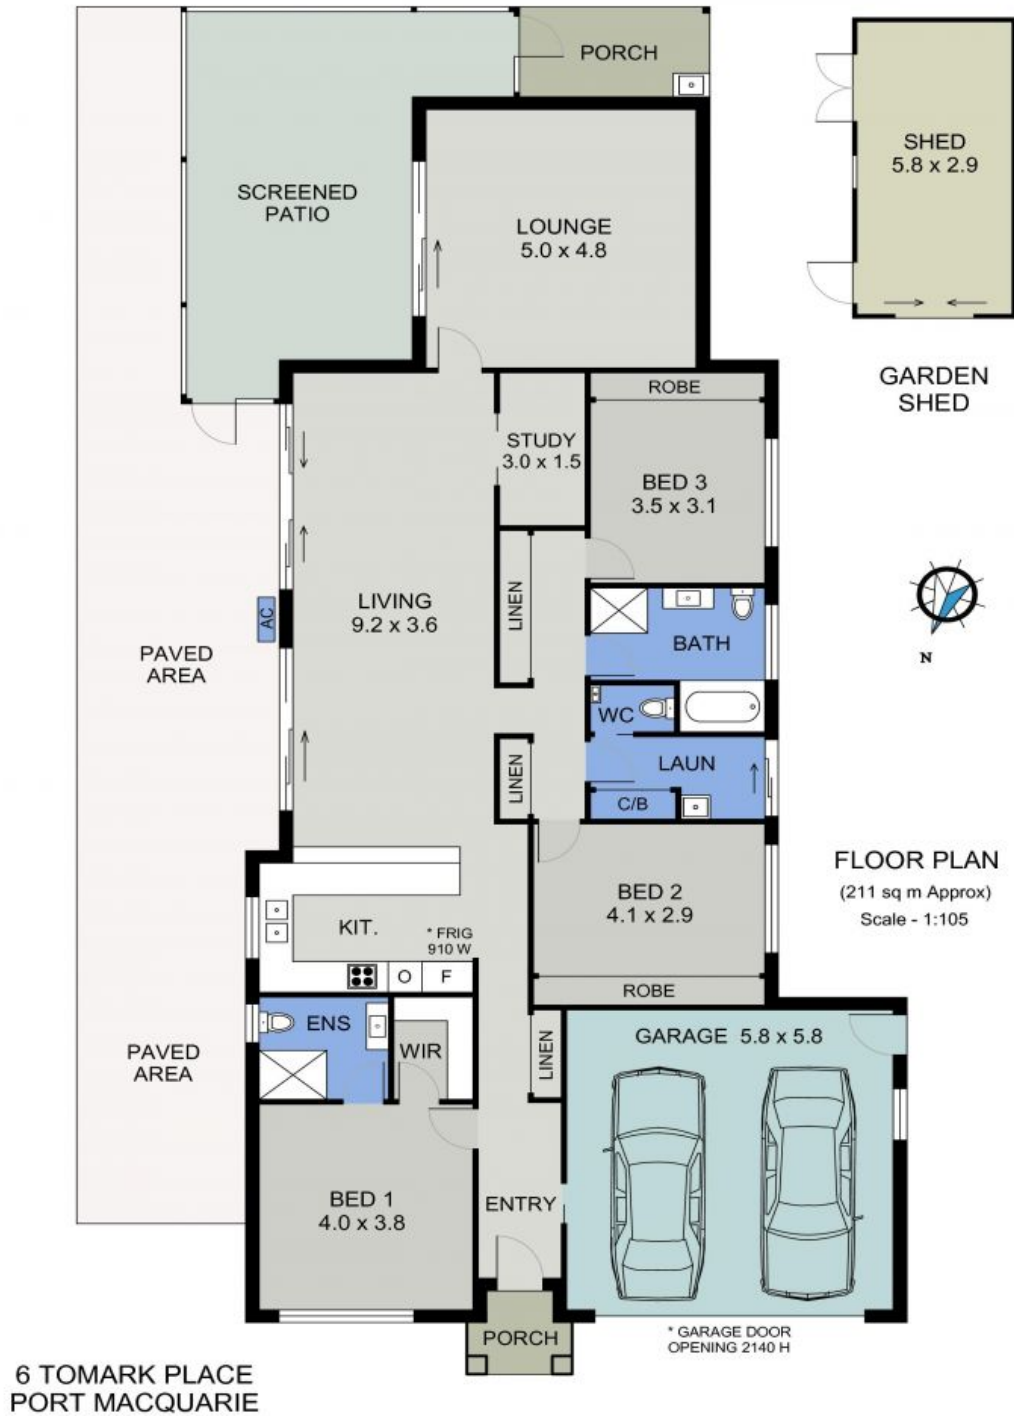 PORCH
SHED
5.8 x 2.9
SCREENED
PATIO
LOUNGE
5.0 x 4.8
GARDEN
SHED
ROBE
STUDY
3.0 x 1.5
BED 3
3.5 x 3.1
LINEN
LIVING
9.2 x 3.6
AC
BATH
N
PAVED
AREA
WC
LAUN
LINEN
C/B
FLOOR PLAN
(211 sq m Approx)
Scale - 1:105
BED 2
4.1 x 2.9
KIT.
* FRIG
910 W
O
F
ROBE
ENS
WIR
LINEN
GARAGE 5.8 x 5.8
PAVED
AREA
BED 1
4.0 x 3.8
ENTRY
PORCH
* GARAGE DOOR
OPENING 2140 H
6 TOMARK PLACE
PORT MACQUARIE